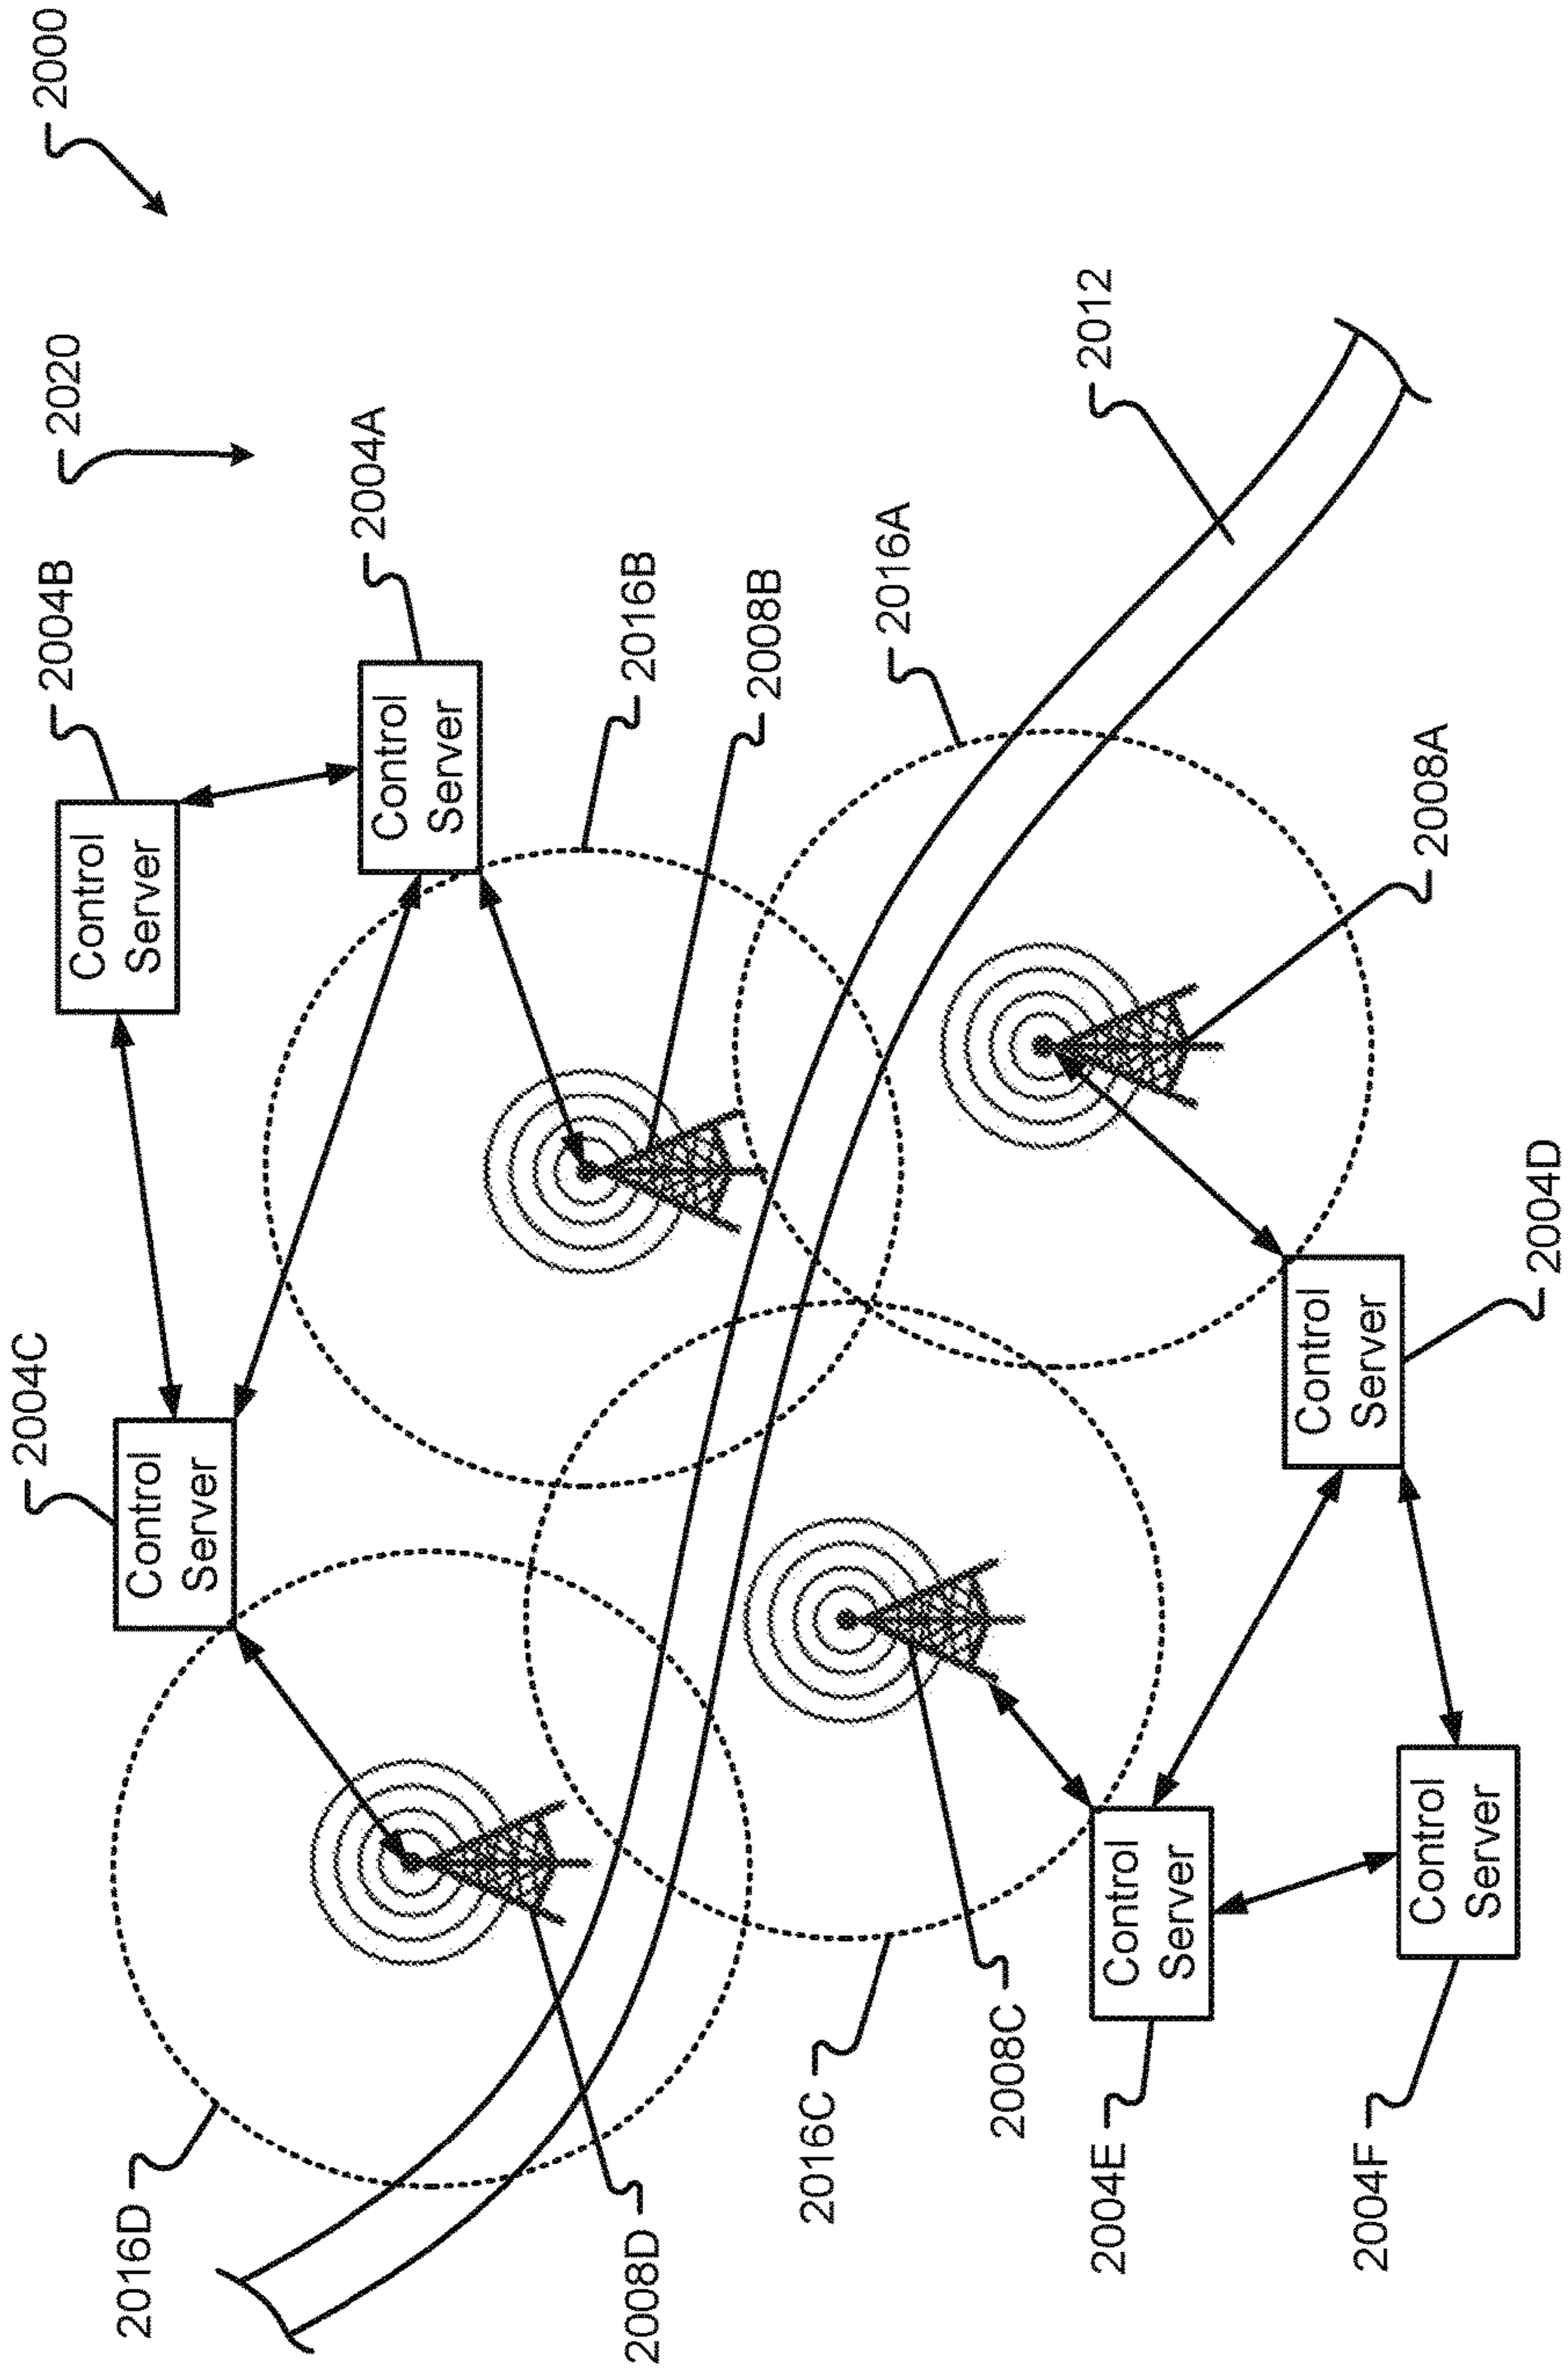 2004C
2000
2004B
2020
Control
Server
2016D
Control
Server
2004A
Control
Server
2016B
2008D
2008B
2016C
2016A
2008C
2012
2004E
Control
Server
Control
Server
2004F
Control
Server
2008A
2004D